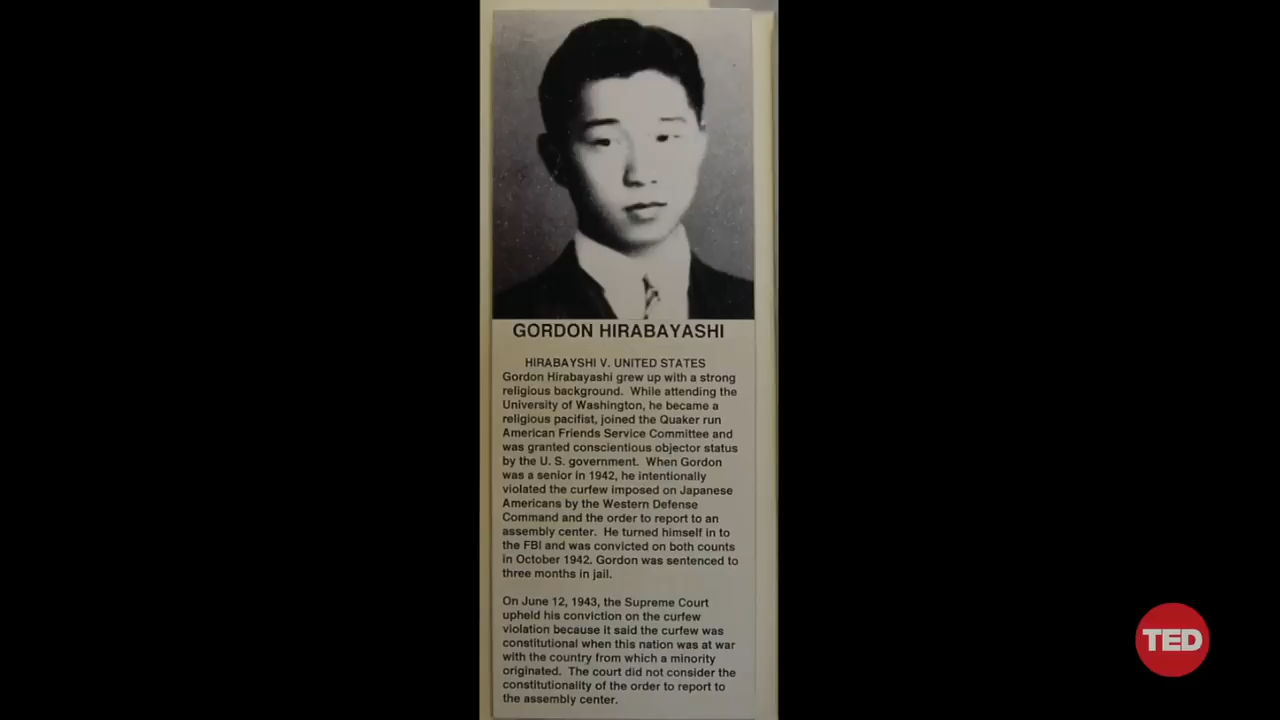 GORDON HIRABAYASHI
HIRABAYSHI V. UNITED STATES
Gordon Hirabayashi grew up with a strong
religious background. While attending the
University of Washington, he became a
religious pacifist, joined the Quaker run
American Friends Service Committee and
was granted conscientious objector status
by the U. S. government. When Gordon
was a senior in 1942, he intentionally
violated the curfew imposed on Japanese
Americans by the Western Defense
Command and the order to report to an
assembly center. He turned himself in to
the FBI and was convicted on both counts
in October 1942. Gordon was sentenced to
three months in jail.
On June 12, 1943, the Supreme Court
upheld his conviction on the curfew
violation because it said the curfew was
constitutional when this nation was at war
with the country from which a minority
originated. The court did not consider the
constitutionality of the order to report to
the assembly center.
TED